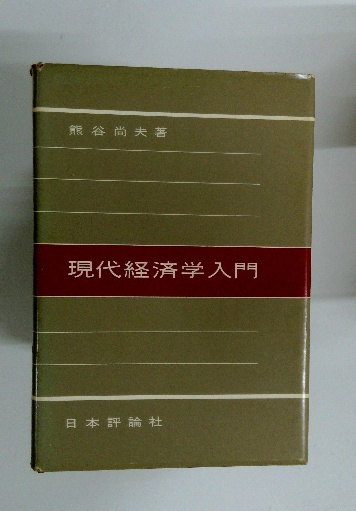 熊谷尚夫著
現代経済学入門
日本評論社